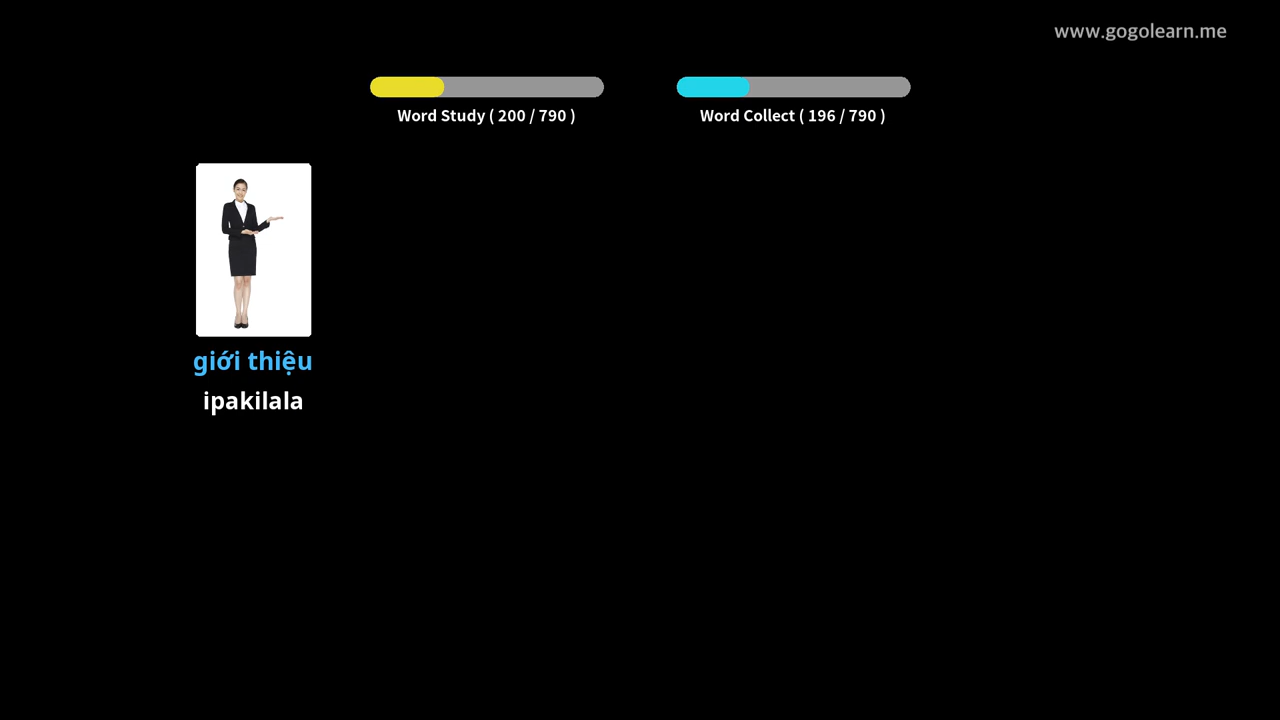 www.gogolearn.me
Word Study ( 200 / 790 )
Word Collect ( 196 / 790 )
giới thiệu
ipakilala